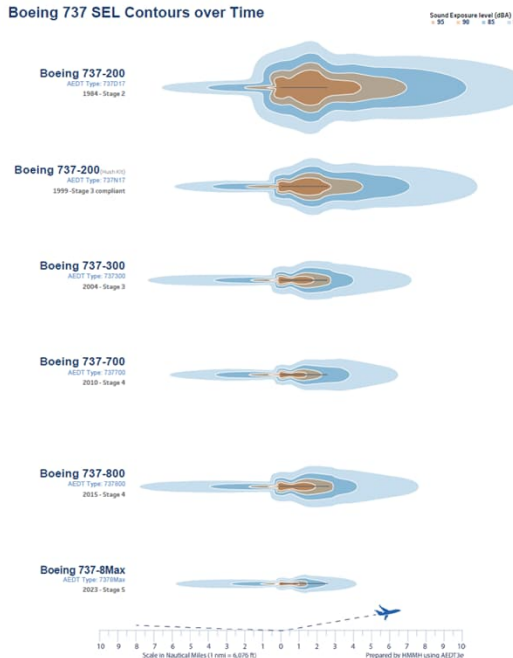 Boeing 737 SEL Contours over Time
Sound Exposure level (dBA)
95 90 85
Boeing 737-200
AEDT Type: 737D17
1984 - Stage 2
Boeing 737-200
AEDT Type: 737N17
1999 -Stage 3 compliant
Boeing 737-300
AEDT Type: 737300
2004 - Stage 3
Boeing 737-700
AEDT Type: 737700
2010 - Stage 4
Boeing 737-800
AEDT Type: 737800
2015 - Stage 4
Boeing 737-8Max
AEDT Type: 7378Max
2023 - Stage 5
10 9 8 7 6 5 4 3 2 1 0 1 2 3 4 5 6 7 8 9 10
Scale in Nautical Miles (1 nmi = 6,076 ft) Prepared by HMMH using AEDT3e